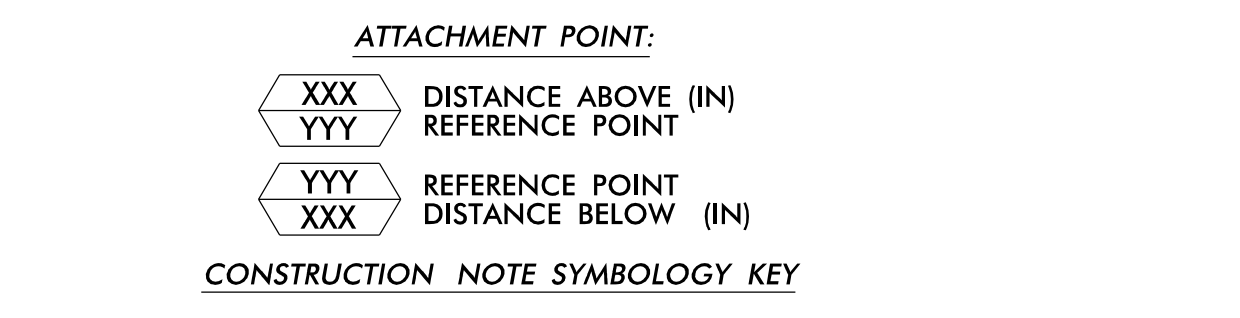 ATTACHMENT POINT:
XXX DISTANCE ABOVE (IN)
YYY REFERENCE POINT
YYY REFERENCE POINT
XXX DISTANCE BELOW (IN)
CONSTRUCTION NOTE SYMBOLOGY KEY